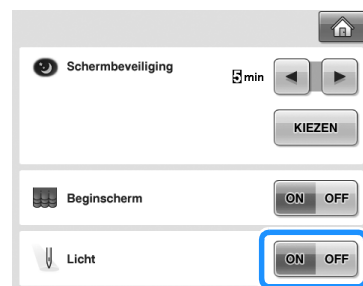 Schermbeveiliging
5 min
KIEZEN
Beginscherm
ON OFF
Licht
ON OFF